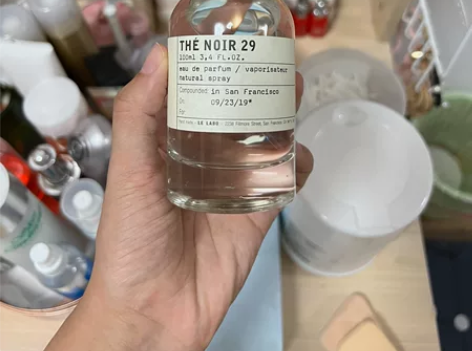 THÉ NOIR 29
100ml 3,4 FL.OZ.
eau de parfum / vaporisateur
natural spray
Compounded in San Francisco
On: 09/23/19*
For:
LE LABO